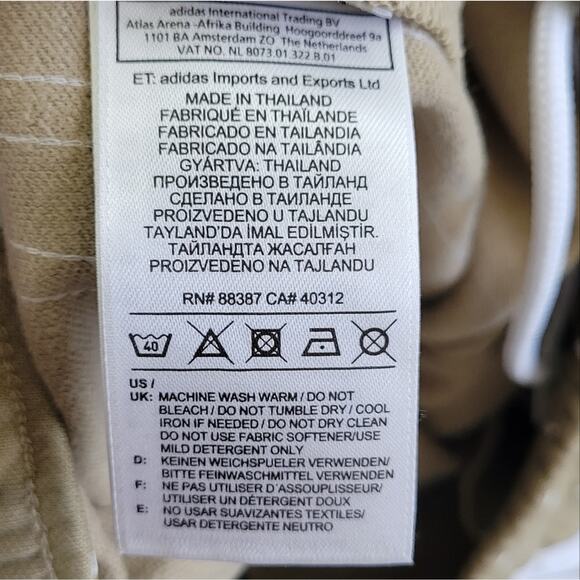 adidas International Trading BV
Atlas Arena -Afrika Building Hoogoorddreef 9a
1101 BA Amsterdam ZO The Netherlands
VAT NO. NL 8073 01 322 B.01
ET: adidas Imports and Exports Ltd
MADE IN THAILAND
FABRIQUÉ EN THAÏLANDE
FABRICADO EN TAILANDIA
FABRICADO NA TAILÂNDIA
GYÁRTVA: THAILAND
ПРОИЗВЕДЕНО В ТАЙЛАНД
СДЕЛАНО В ТАИЛАНДЕ
PROIZVEDENO U TAJLANDU
TAYLAND'DA İMAL EDİLMİŞTİR.
ТАЙЛАНДТА ЖАСАЛҒАН
PROIZVEDENO NA TAJLANDU
RN# 88387 CA# 40312
40
US /
UK: MACHINE WASH WARM / DO NOT
BLEACH / DO NOT TUMBLE DRY / COOL
IRON IF NEEDED / DO NOT DRY CLEAN
DO NOT USE FABRIC SOFTENER/USE
MILD DETERGENT ONLY
D: KEINEN WEICHSPUELER VERWENDEN/
BITTE FEINWASCHMITTEL VERWENDEN
F: NE PAS UTILISER D'ASSOUPLISSEUR/
UTILISER UN DÉTERGENT DOUX
E: NO USAR SUAVIZANTES TEXTILES/
USAR DETERGENTE NEUTRO